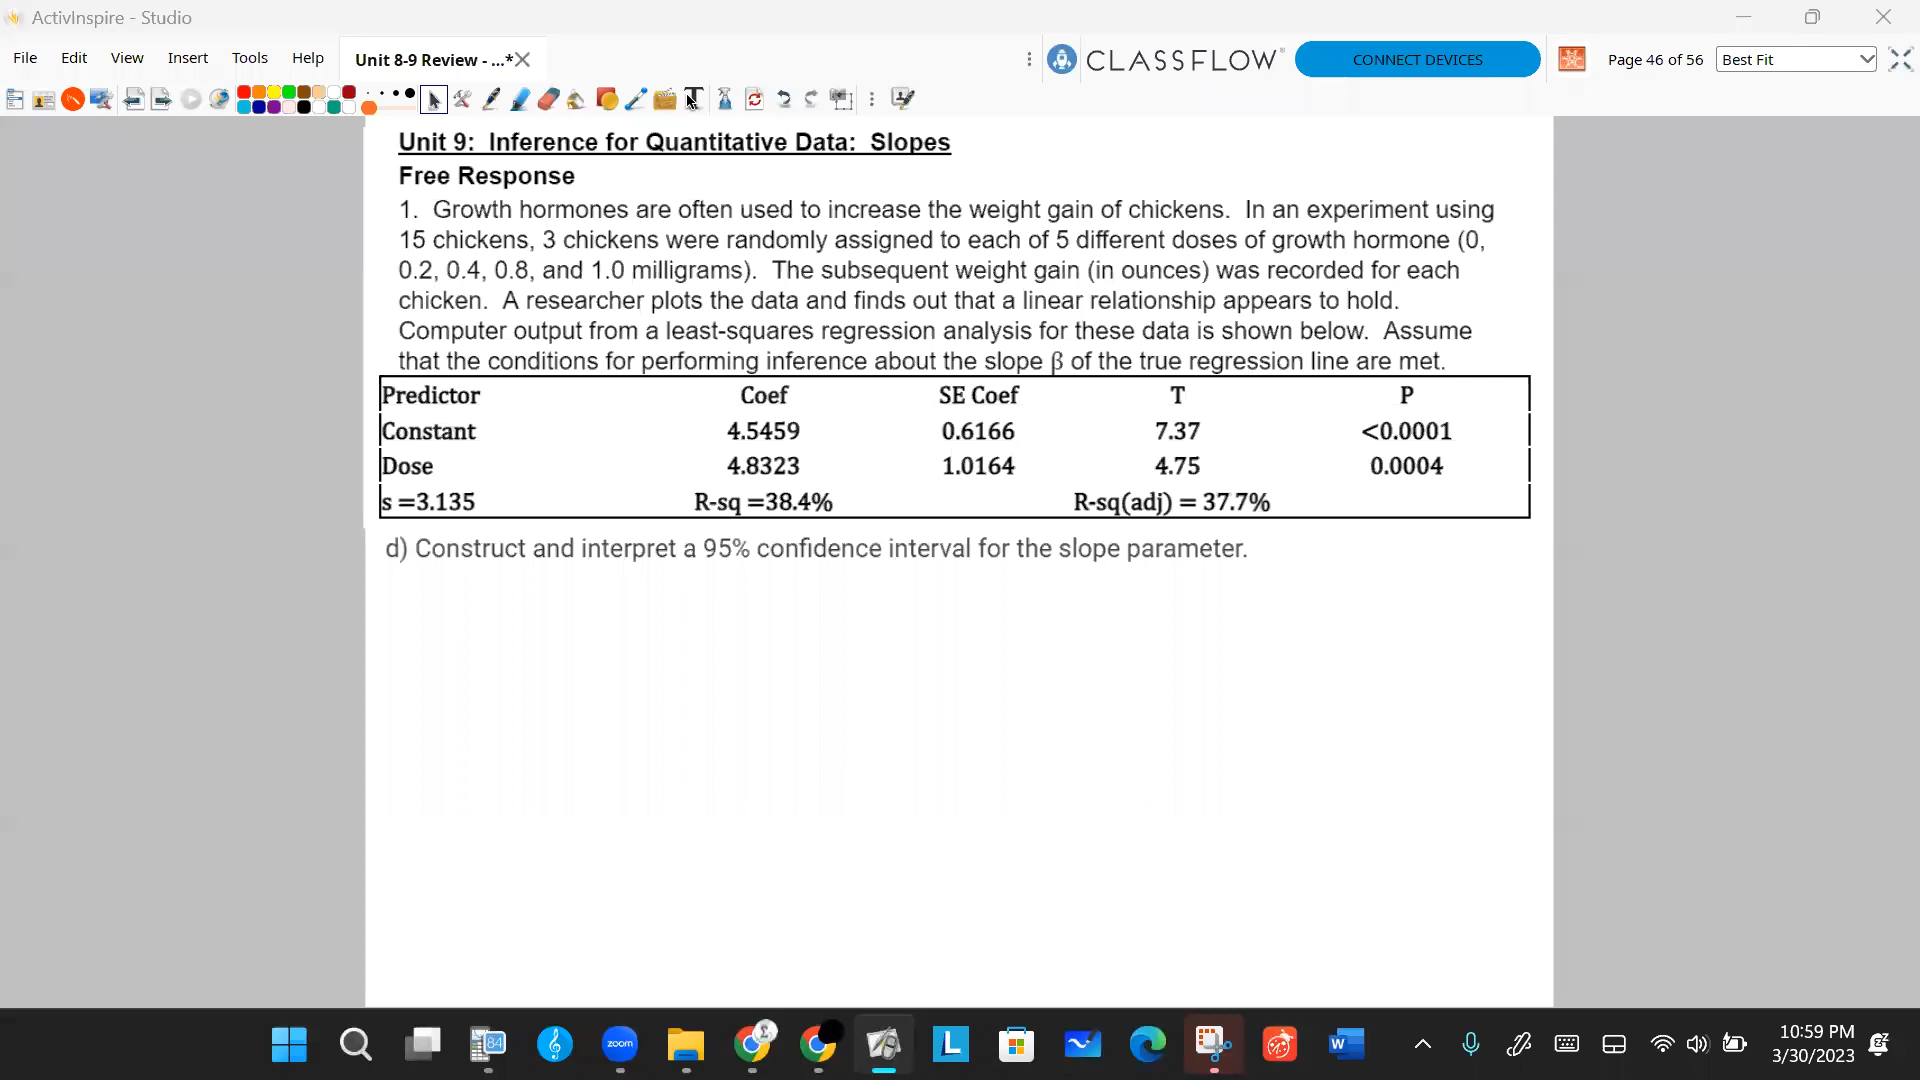 ActivInspire - Studio
File Edit View Insert Tools Help Unit 8-9 Review - ...* CLASSFLOW CONNECT DEVICES Page 46 of 56 Best Fit
Unit 9: Inference for Quantitative Data: Slopes
Free Response
1. Growth hormones are often used to increase the weight gain of chickens. In an experiment using
15 chickens, 3 chickens were randomly assigned to each of 5 different doses of growth hormone (0,
0.2, 0.4, 0.8, and 1.0 milligrams). The subsequent weight gain (in ounces) was recorded for each
chicken. A researcher plots the data and finds out that a linear relationship appears to hold.
Computer output from a least-squares regression analysis for these data is shown below. Assume
that the conditions for performing inference about the slope β of the true regression line are met.
Predictor Coef SE Coef T P
Constant 4.5459 0.6166 7.37 <0.0001
Dose 4.8323 1.0164 4.75 0.0004
s =3.135 R-sq =38.4% R-sq(adj) = 37.7%
d) Construct and interpret a 95% confidence interval for the slope parameter.
84 zoom L W
10:59 PM
3/30/2023